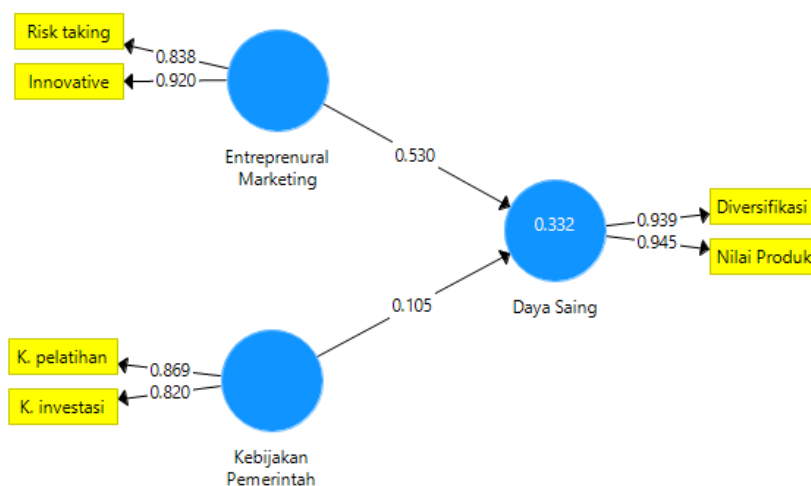 Risk taking
0.838
Innovative
0.920
Entreprenural
Marketing
0.530
0.332
Diversifikasi
0.939
0.945
Nilai Produk
Daya Saing
0.105
K. pelatihan
0.869
0.820
K. investasi
Kebijakan
Pemerintah